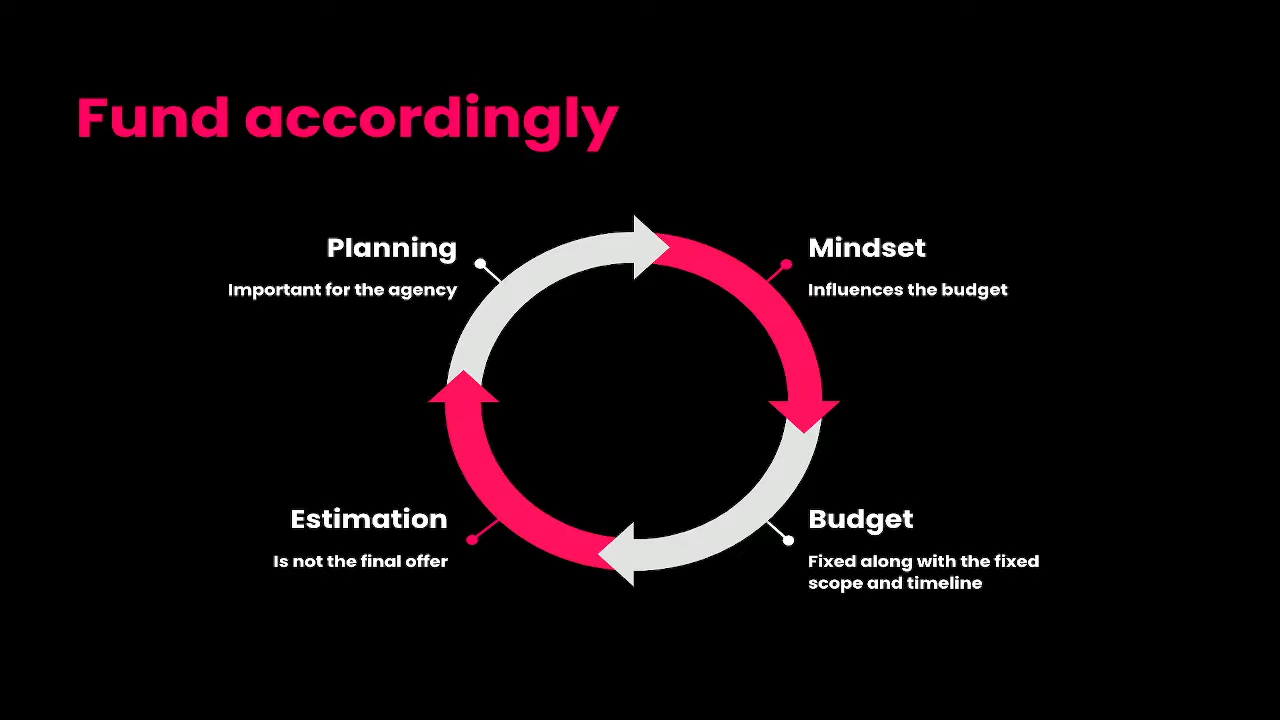 Fund accordingly
Planning
Important for the agency
Mindset
Influences the budget
Estimation
Is not the final offer
Budget
Fixed along with the fixed
scope and timeline